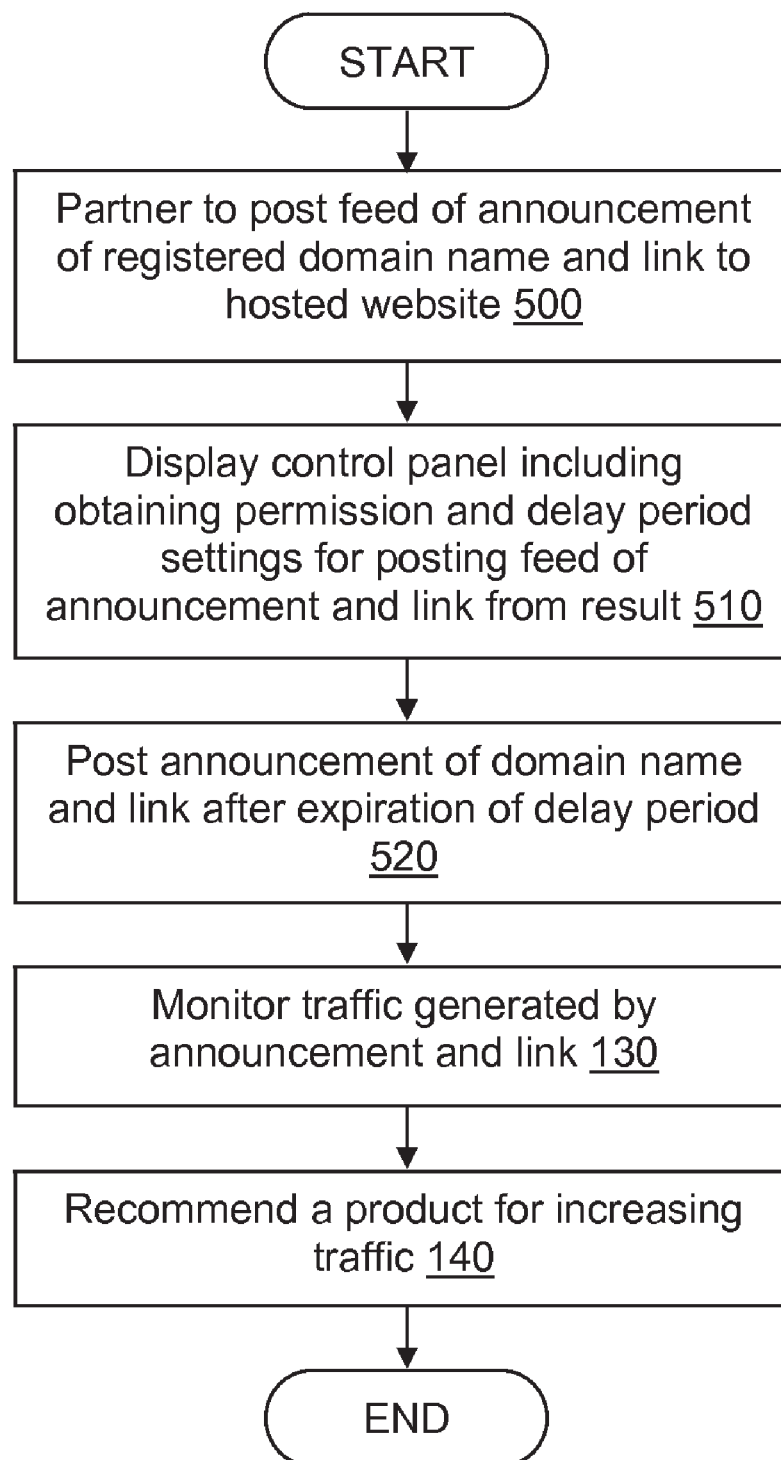 START
Partner to post feed of announcement
of registered domain name and link to
hosted website 500
Display control panel including
obtaining permission and delay period
settings for posting feed of
announcement and link from result 510
Post announcement of domain name
and link after expiration of delay period
520
Monitor traffic generated by
announcement and link 130
Recommend a product for increasing
traffic 140
END